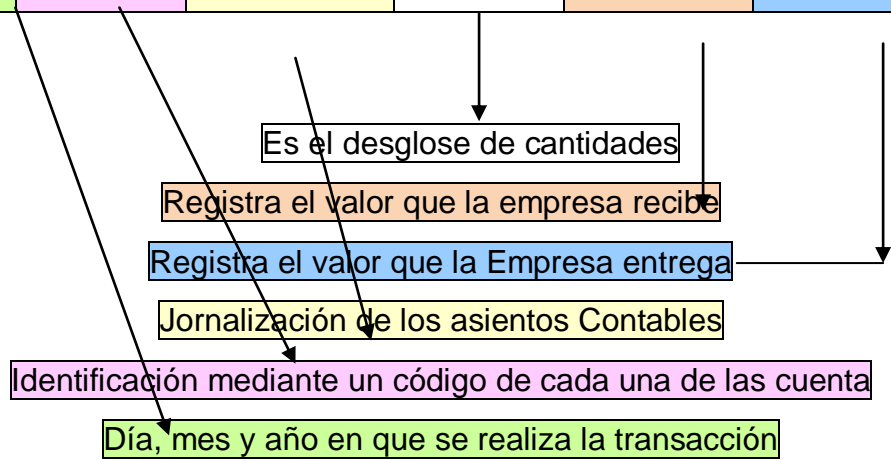 Es el desglose de cantidades
Registra el valor que la empresa recibe
Registra el valor que la Empresa entrega
Jornalización de los asientos Contables
Identificación mediante un código de cada una de las cuenta
Día, mes y año en que se realiza la transacción